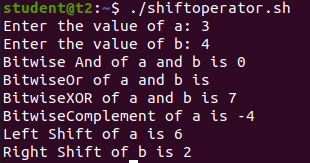 student@t2:~$ ./shiftoperator.sh
Enter the value of a: 3
Enter the value of b: 4
Bitwise And of a and b is 0
BitwiseOr of a and b is
BitwiseXOR of a and b is 7
BitwiseComplement of a is -4
Left Shift of a is 6
Right Shift of b is 2